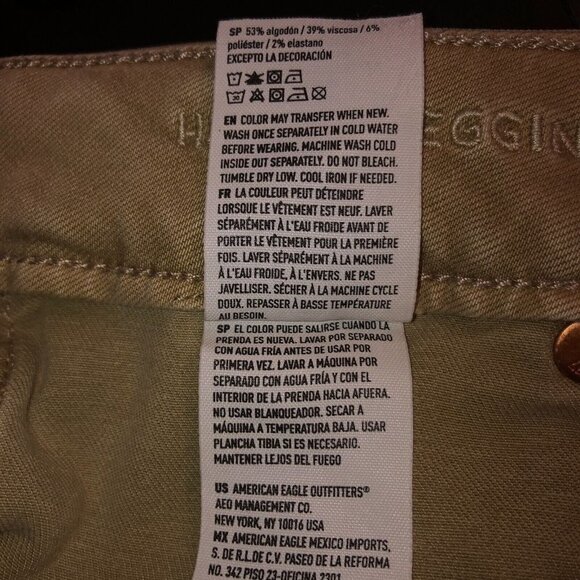 SP 53% algodón / 39% viscosa / 6%
poliéster / 2% elastano
EXCEPTO LA DECORACIÓN
30
EN COLOR MAY TRANSFER WHEN NEW.
WASH ONCE SEPARATELY IN COLD WATER
BEFORE WEARING. MACHINE WASH COLD
INSIDE OUT SEPARATELY. DO NOT BLEACH.
TUMBLE DRY LOW. COOL IRON IF NEEDED.
FR LA COULEUR PEUT DÉTEINDRE
LORSQUE LE VÊTEMENT EST NEUF. LAVER
SÉPARÉMENT À L'EAU FROIDE AVANT DE
PORTER LE VÊTEMENT POUR LA PREMIÈRE
FOIS. LAVER SÉPARÉMENT À LA MACHINE
À L'EAU FROIDE, À L'ENVERS. NE PAS
JAVELLISER. SÉCHER À LA MACHINE CYCLE
DOUX. REPASSER À BASSE TEMPÉRATURE
AU BESOIN.
SP EL COLOR PUEDE SALIRSE CUANDO LA
PRENDA ES NUEVA. LAVAR POR SEPARADO
CON AGUA FRÍA ANTES DE USAR POR
PRIMERA VEZ. LAVAR A MÁQUINA POR
SEPARADO CON AGUA FRÍA Y CON EL
INTERIOR DE LA PRENDA HACIA AFUERA.
NO USAR BLANQUEADOR. SECAR A
MÁQUINA A TEMPERATURA BAJA. USAR
PLANCHA TIBIA SI ES NECESARIO.
MANTENER LEJOS DEL FUEGO
US AMERICAN EAGLE OUTFITTERS®
AEO MANAGEMENT CO.
NEW YORK, NY 10016 USA
MX AMERICAN EAGLE MEXICO IMPORTS,
S. DE R.L.DE C.V. PASEO DE LA REFORMA
NO. 342 PISO 23-OFICINA 2301
H EGGIN